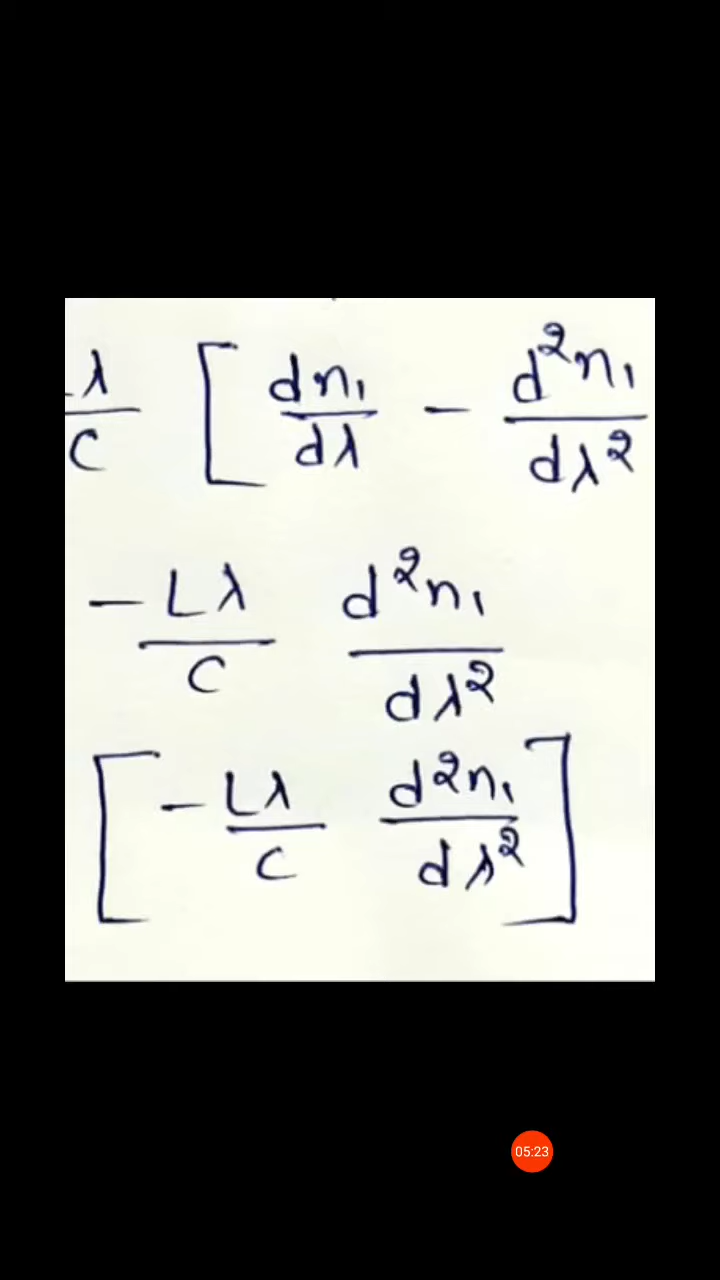 λ/c [ dn₁/dλ - d²n₁/dλ²
- Lλ/c d²n₁/dλ²
[ - Lλ/c d²n₁/dλ² ]
05:23